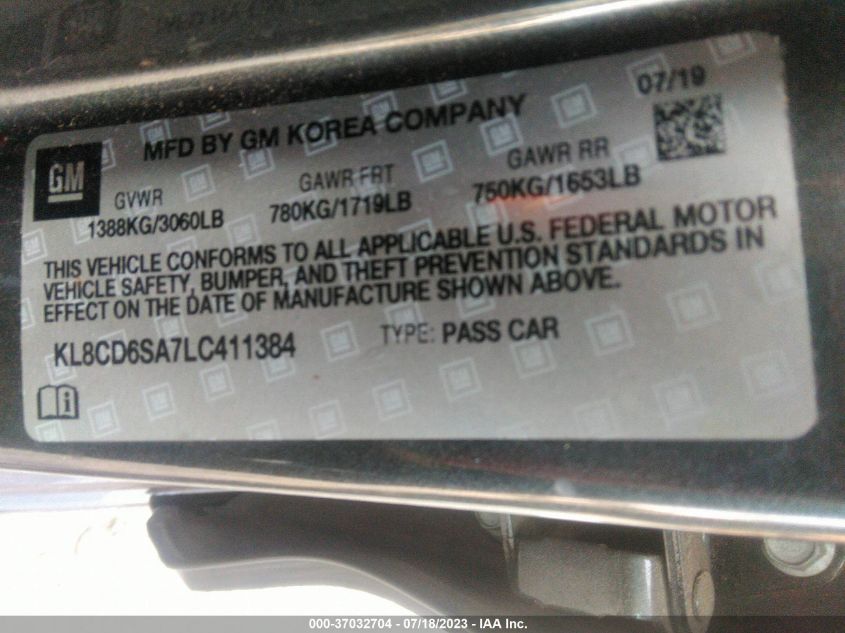 07/19
MFD BY GM KOREA COMPANY
GM
GVWR GAWR FRT GAWR RR
1388KG/3060LB 780KG/1719LB 750KG/1653LB
THIS VEHICLE CONFORMS TO ALL APPLICABLE U.S. FEDERAL MOTOR
VEHICLE SAFETY, BUMPER, AND THEFT PREVENTION STANDARDS IN
EFFECT ON THE DATE OF MANUFACTURE SHOWN ABOVE.
KL8CD6SA7LC411384 TYPE: PASS CAR
000-37032704 - 07/18/2023 - IAA Inc.